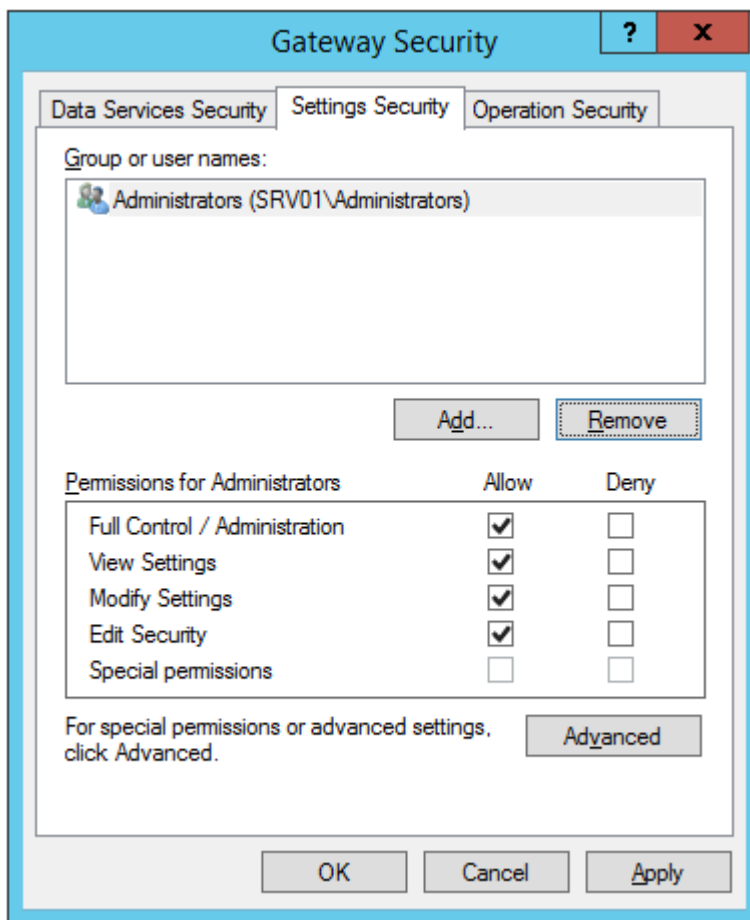 Gateway Security
? x
Data Services Security Settings Security Operation Security
Group or user names:
Administrators (SRV01\Administrators)
Add... Remove
Permissions for Administrators Allow Deny
Full Control / Administration
View Settings
Modify Settings
Edit Security
Special permissions
For special permissions or advanced settings,
click Advanced.
Advanced
OK Cancel Apply